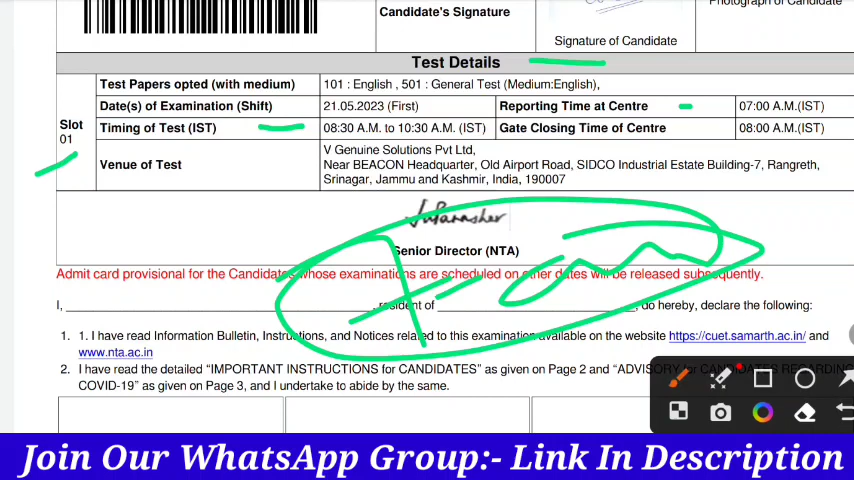 Photograph of Candidate
Candidate's Signature
Signature of Candidate
Test Details
Test Papers opted (with medium) 101 : English , 501 : General Test (Medium:English),
Date(s) of Examination (Shift) 21.05.2023 (First) Reporting Time at Centre 07:00 A.M.(IST)
Slot
01
Timing of Test (IST) 08:30 A.M. to 10:30 A.M. (IST) Gate Closing Time of Centre 08:00 A.M.(IST)
Venue of Test
V Genuine Solutions Pvt Ltd,
Near BEACON Headquarter, Old Airport Road, SIDCO Industrial Estate Building-7, Rangreth,
Srinagar, Jammu and Kashmir, India, 190007
Senior Director (NTA)
Admit card provisional for the Candidates whose examinations are scheduled on other dates will be released subsequently.
I, ________________________, resident of ________________________, do hereby, declare the following:
1. 1. I have read Information Bulletin, Instructions, and Notices related to this examination available on the website https://cuet.samarth.ac.in/ and
www.nta.ac.in
2. I have read the detailed "IMPORTANT INSTRUCTIONS for CANDIDATES" as given on Page 2 and "ADVISORY for CANDIDATES REGARDING
COVID-19" as given on Page 3, and I undertake to abide by the same.
Join Our WhatsApp Group:- Link In Description